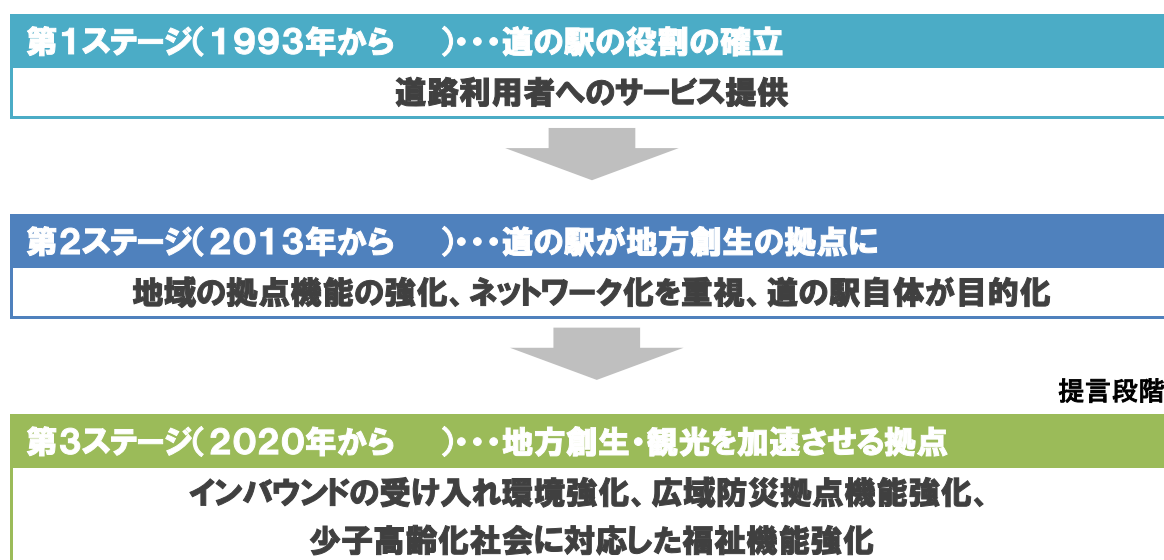 第1ステージ(1993年から　)・・・道の駅の役割の確立
道路利用者へのサービス提供
第2ステージ(2013年から　)・・・道の駅が地方創生の拠点に
地域の拠点機能の強化、ネットワーク化を重視、道の駅自体が目的化
提言段階
第3ステージ(2020年から　)・・・地方創生・観光を加速させる拠点
インバウンドの受け入れ環境強化、広域防災拠点機能強化、
少子高齢化社会に対応した福祉機能強化